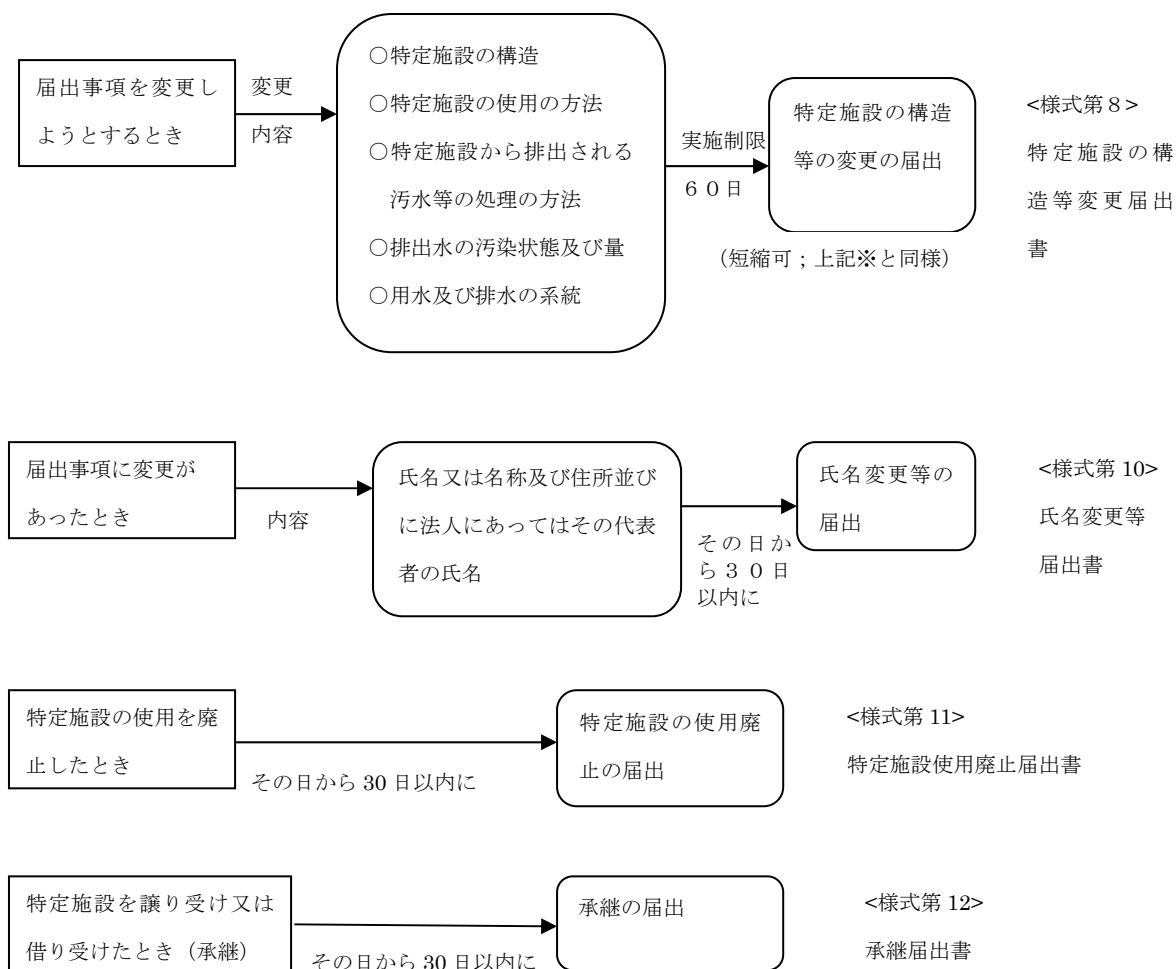 届出事項を変更し
ようとするとき
変更
内容
○特定施設の構造
○特定施設の使用の方法
○特定施設から排出される
汚水等の処理の方法
○排出水の汚染状態及び量
○用水及び排水の系統
実施制限
６０日
特定施設の構造
等の変更の届出
（短縮可；上記※と同様）
<様式第８>
特定施設の構
造等変更届出
書
届出事項に変更が
あったとき
内容
氏名又は名称及び住所並び
に法人にあってはその代表
者の氏名
その日か
ら３０日
以内に
氏名変更等の
届出
<様式第 10>
氏名変更等
届出書
特定施設の使用を廃
止したとき
その日から 30 日以内に
特定施設の使用廃
止の届出
<様式第 11>
特定施設使用廃止届出書
特定施設を譲り受け又は
借り受けたとき（承継）
その日から 30 日以内に
承継の届出
<様式第 12>
承継届出書